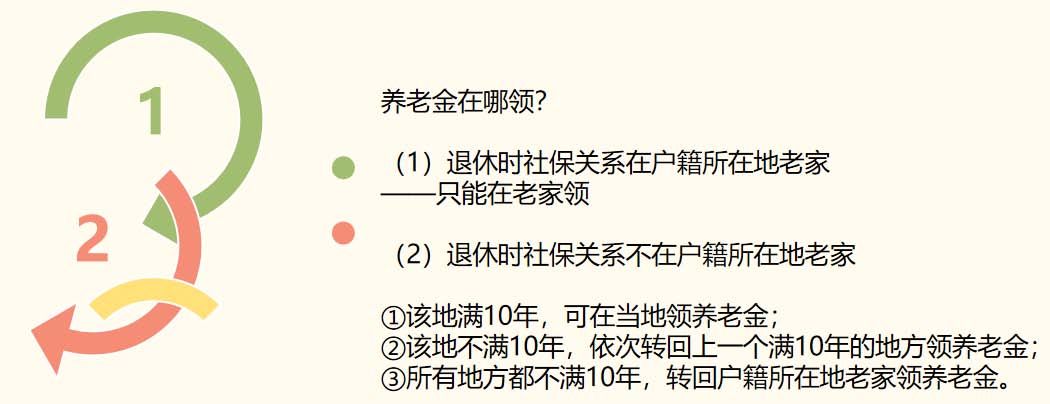 1
2
养老金在哪领?
（1）退休时社保关系在户籍所在地老家
——只能在老家领
（2）退休时社保关系不在户籍所在地老家
①该地满10年，可在当地领养老金；
②该地不满10年，依次转回上一个满10年的地方领养老金；
③所有地方都不满10年，转回户籍所在地老家领养老金。